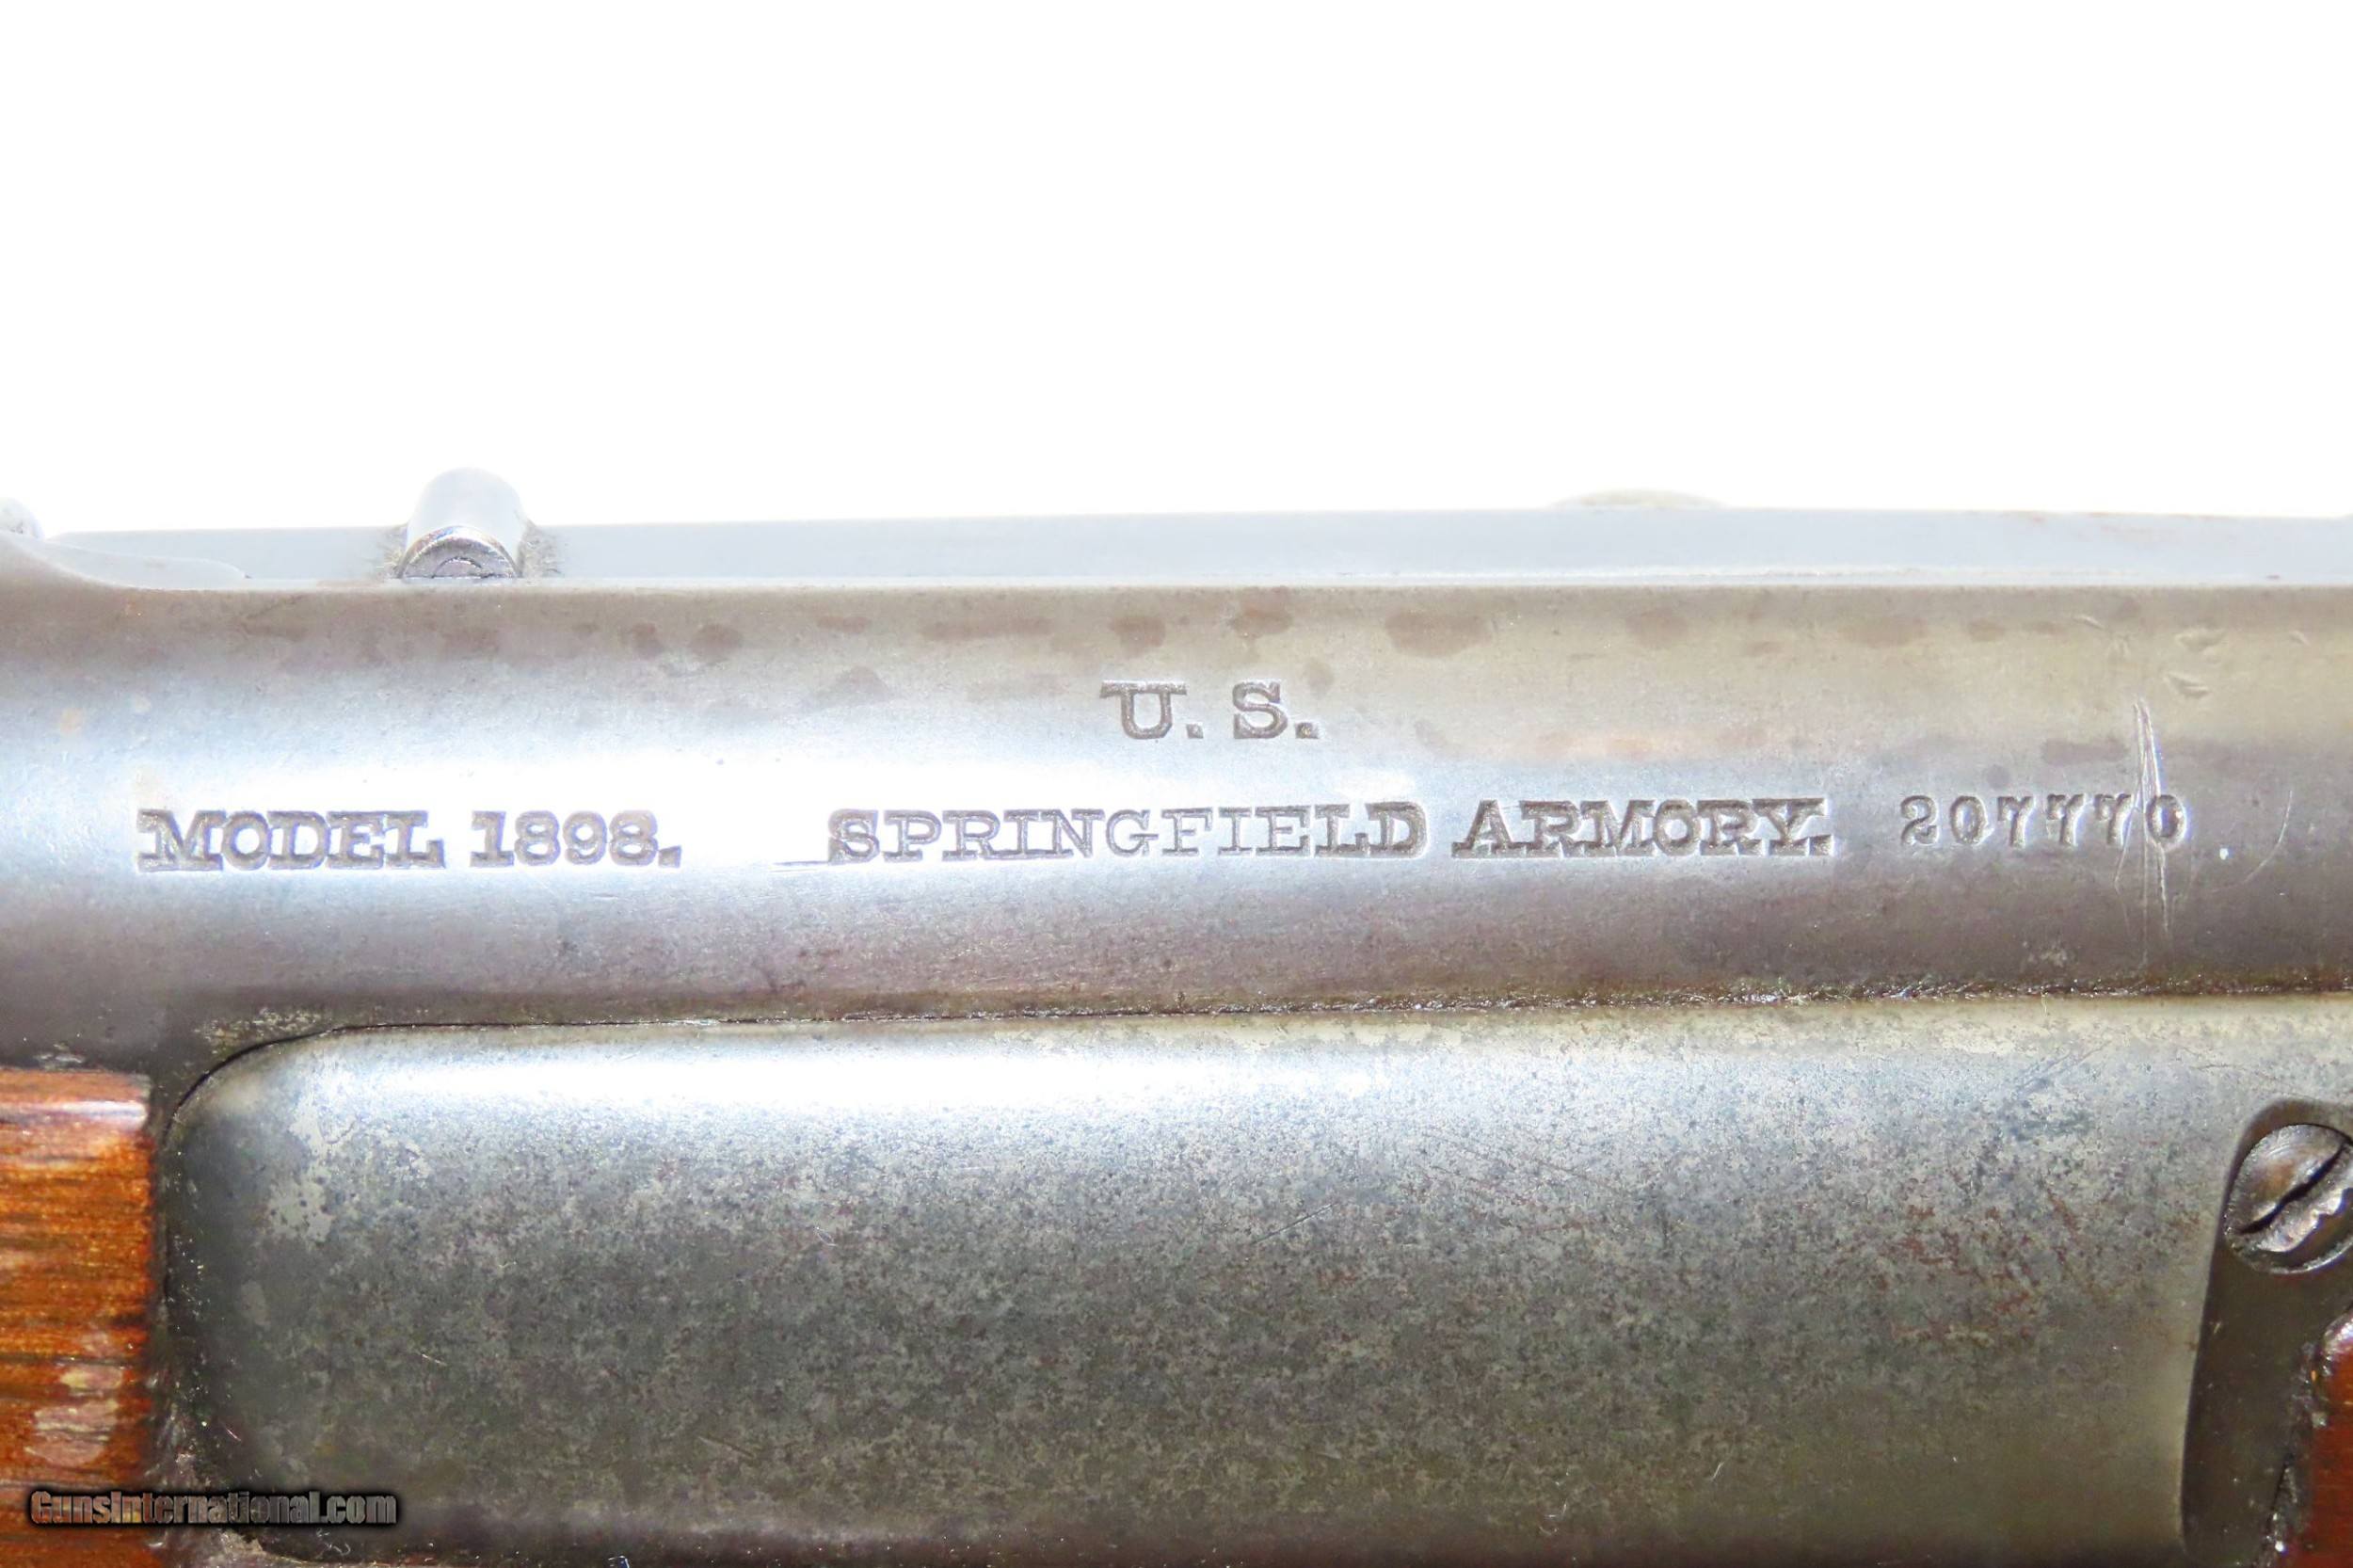 U. S.
MODEL 1898. SPRINGFIELD ARMORY. 207770
GunsInternational.com